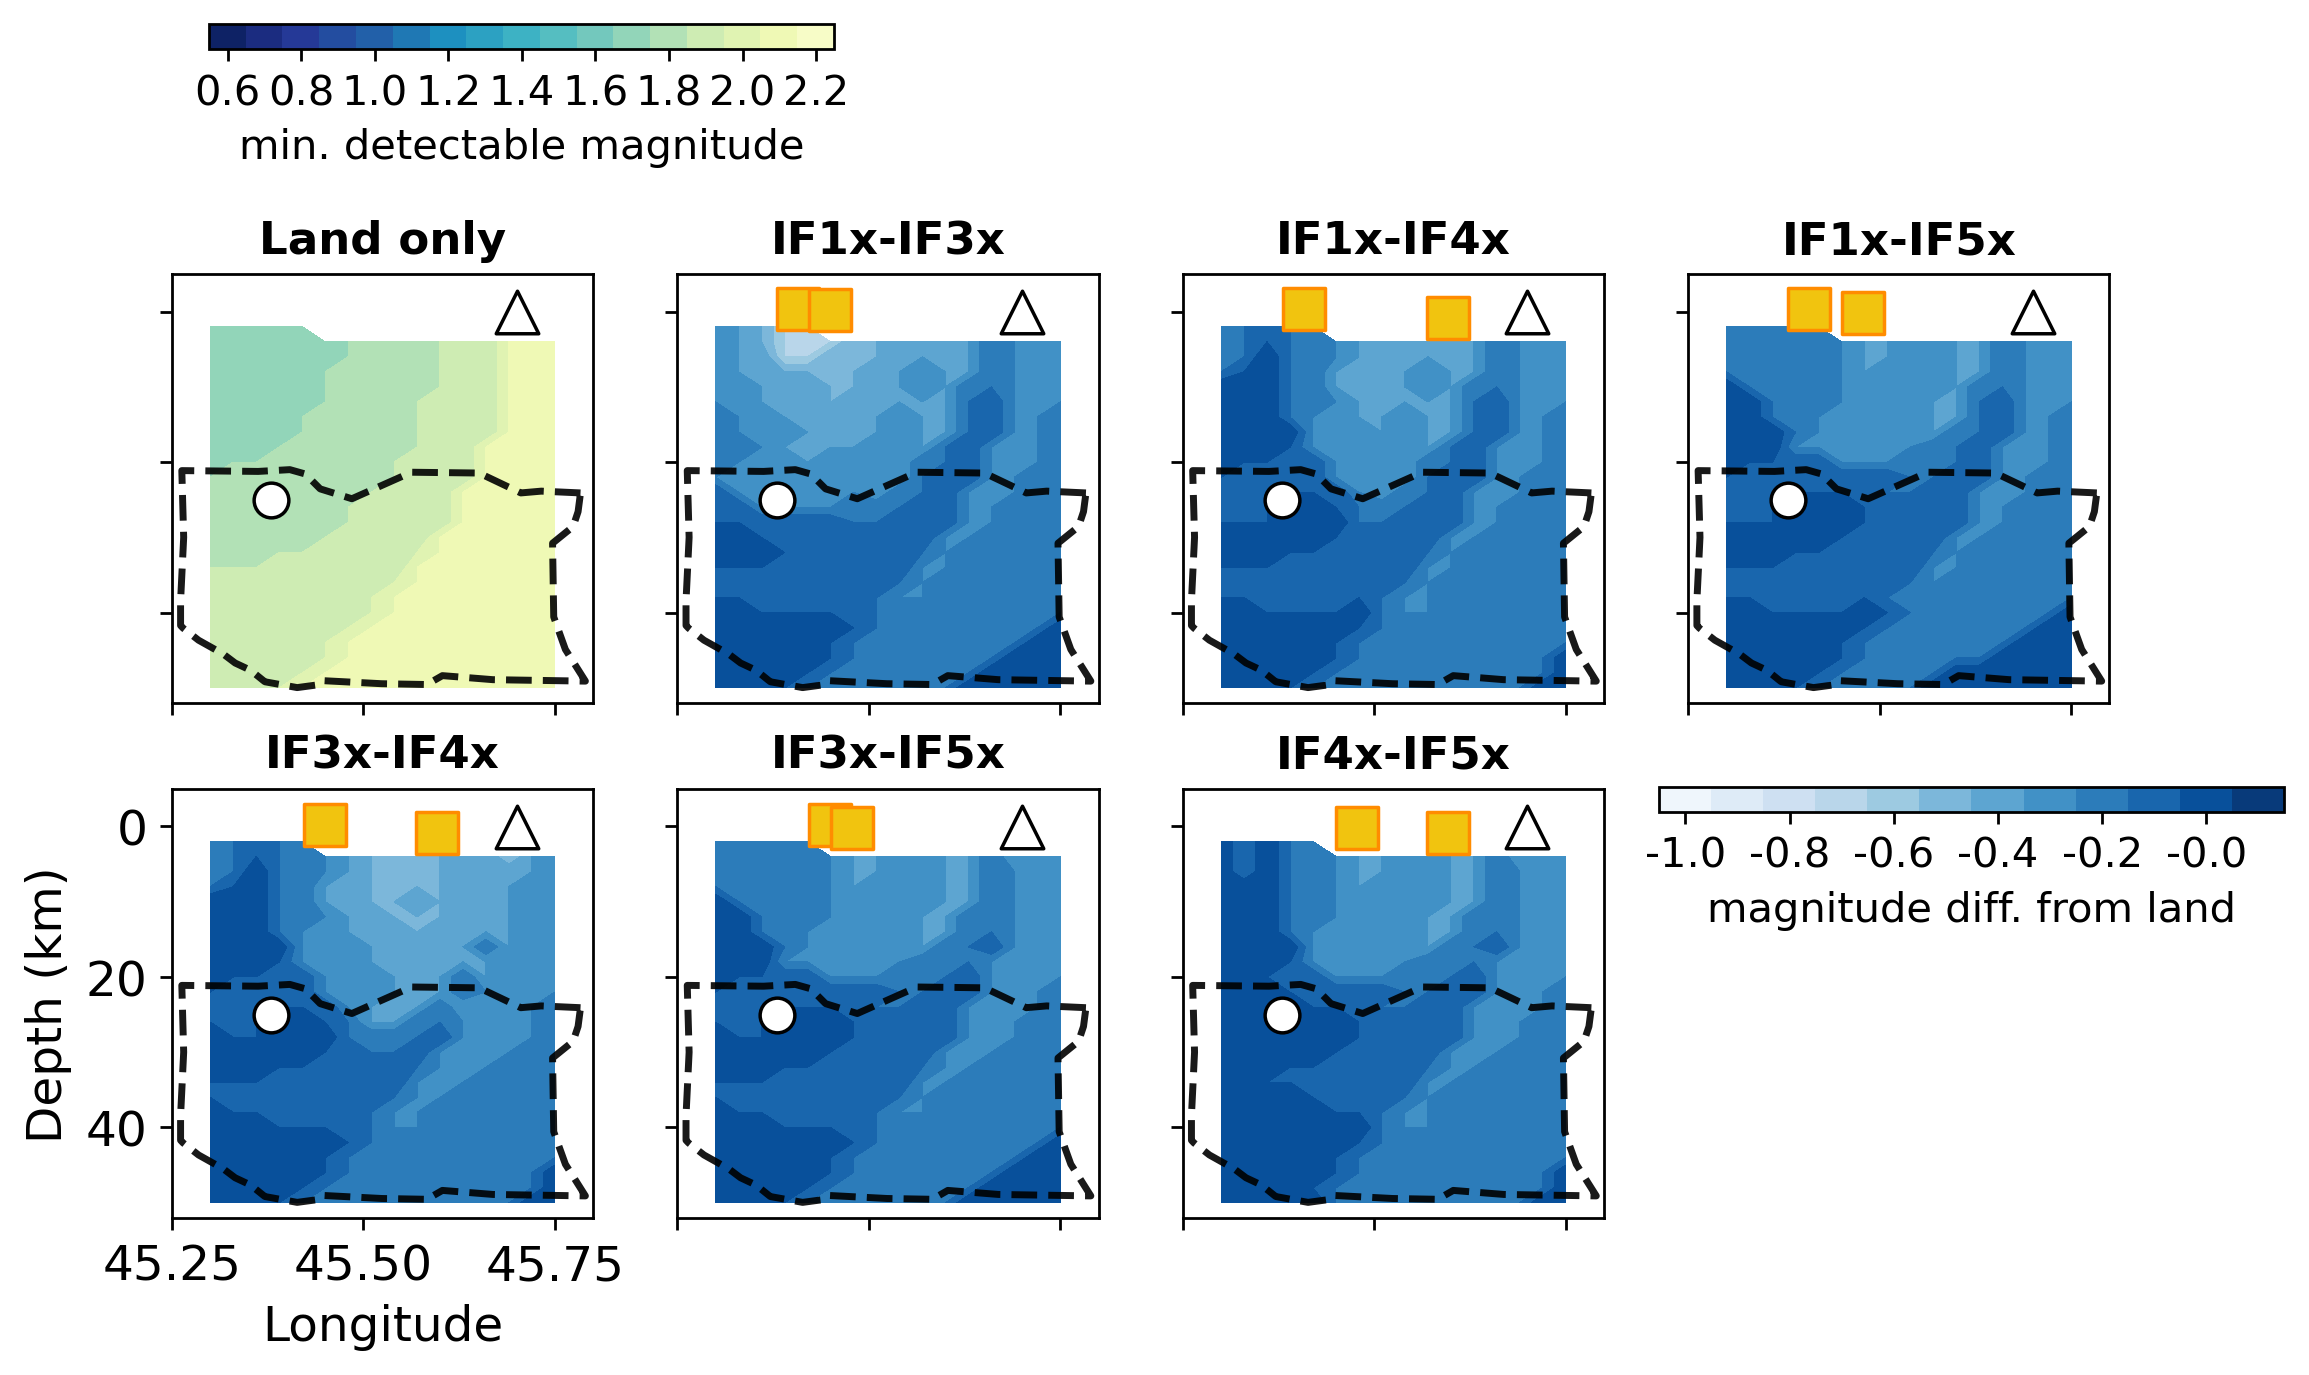 0.6 0.8 1.0 1.2 1.4 1.6 1.8 2.0 2.2
min. detectable magnitude
Land only
IF1x-IF3x
IF1x-IF4x
IF1x-IF5x
IF3x-IF4x
IF3x-IF5x
IF4x-IF5x
0
20
40
Depth (km)
45.25 45.50 45.75
Longitude
-1.0 -0.8 -0.6 -0.4 -0.2 -0.0
magnitude diff. from land